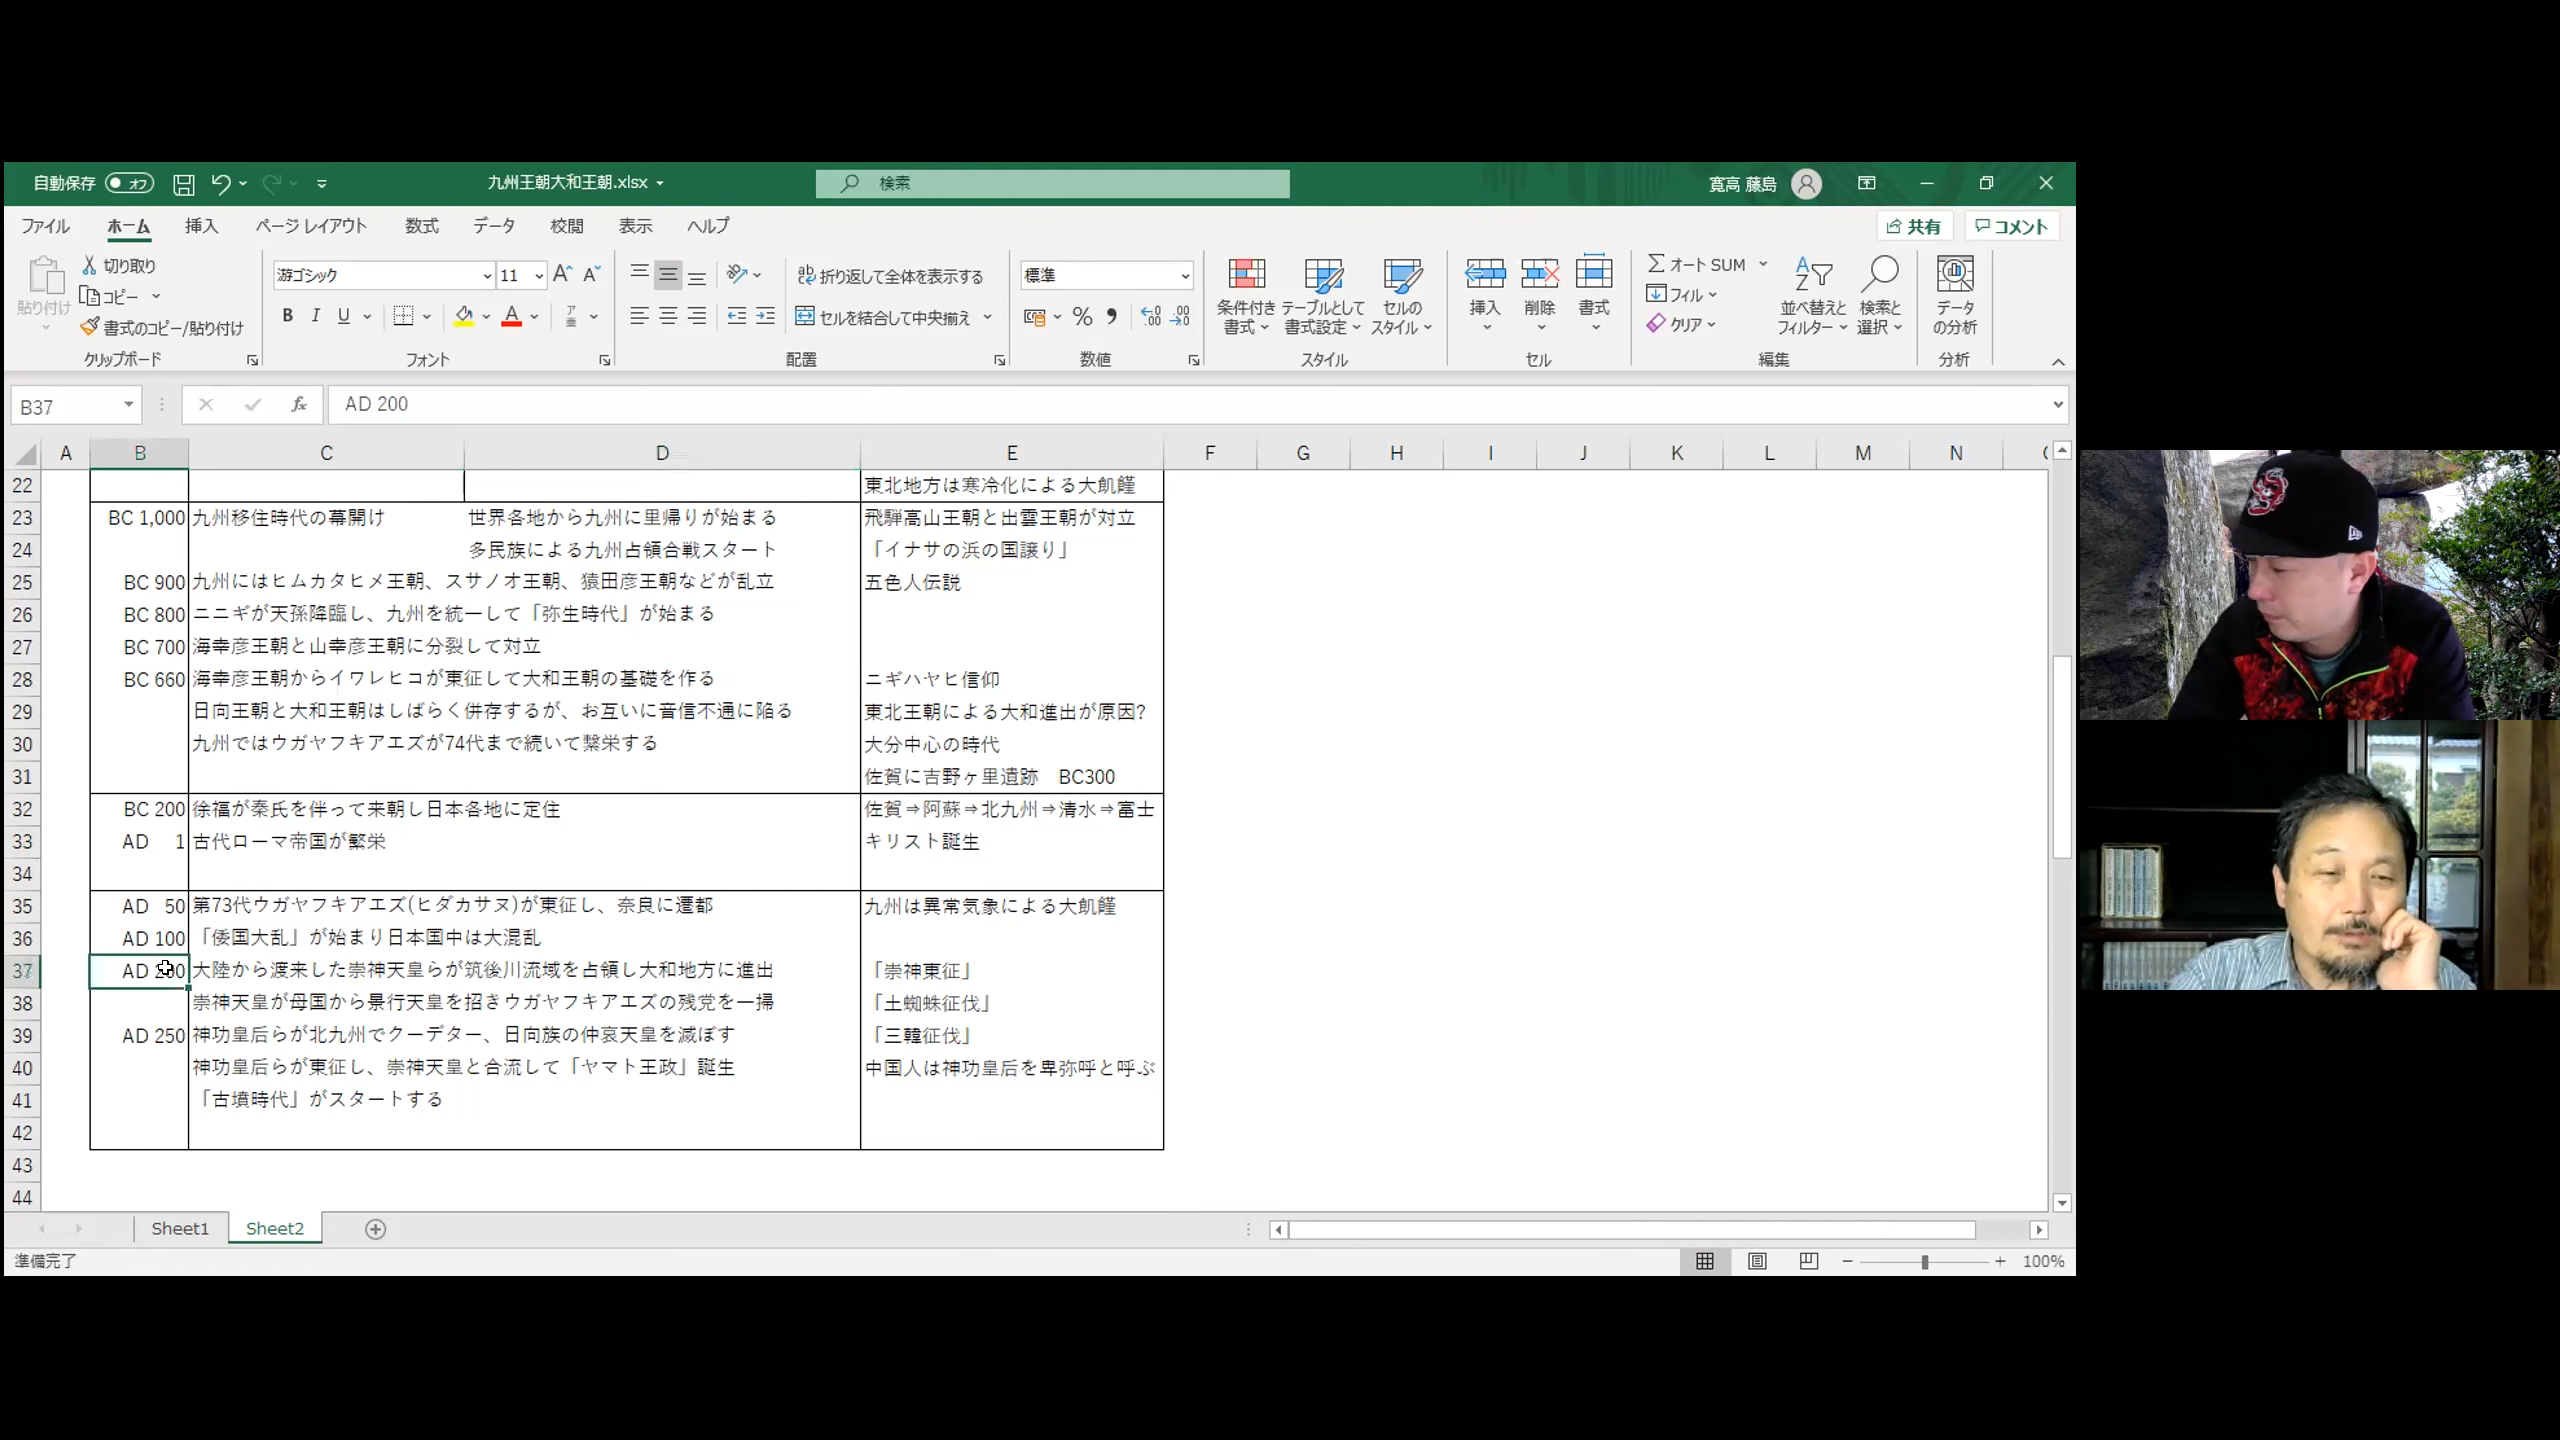 自動保存 オフ 九州王朝大和王朝.xlsx 検索 寛高 藤島
ファイル ホーム 挿入 ページ レイアウト 数式 データ 校閲 表示 ヘルプ 共有 コメント
貼り付け 切り取り コピー 書式のコピー/貼り付け クリップボード
游ゴシック 11 A A
B I U A フォント
ab 折り返して全体を表示する
セルを結合して中央揃え
配置
標準
% 数値
条件付き書式 テーブルとして書式設定 セルのスタイル スタイル
挿入 削除 書式 セル
オート SUM フィル クリア 並べ替えとフィルター 検索と選択 編集
データの分析 分析
B37 fx AD 200
A B C D E F G H I J K L M N
22 東北地方は寒冷化による大飢饉
23 BC 1,000 九州移住時代の幕開け 世界各地から九州に里帰りが始まる 飛騨高山王朝と出雲王朝が対立
24 多民族による九州占領合戦スタート 「イナサの浜の国譲り」
25 BC 900 九州にはヒムカタヒメ王朝、スサノオ王朝、猿田彦王朝などが乱立 五色人伝説
26 BC 800 ニニギが天孫降臨し、九州を統一して「弥生時代」が始まる
27 BC 700 海幸彦王朝と山幸彦王朝に分裂して対立
28 BC 660 海幸彦王朝からイワレヒコが東征して大和王朝の基礎を作る ニギハヤヒ信仰
29 日向王朝と大和王朝はしばらく併存するが、お互いに音信不通に陥る 東北王朝による大和進出が原因?
30 九州ではウガヤフキアエズが74代まで続いて繫栄する 大分中心の時代
31 佐賀に吉野ヶ里遺跡 BC300
32 BC 200 徐福が秦氏を伴って来朝し日本各地に定住 佐賀⇒阿蘇⇒北九州⇒清水⇒富士
33 AD 1 古代ローマ帝国が繁栄 キリスト誕生
34
35 AD 50 第73代ウガヤフキアエズ(ヒダカサヌ)が東征し、奈良に遷都 九州は異常気象による大飢饉
36 AD 100 「倭国大乱」が始まり日本国中は大混乱
37 AD 200 大陸から渡来した崇神天皇らが筑後川流域を占領し大和地方に進出 「崇神東征」
38 崇神天皇が母国から景行天皇を招きウガヤフキアエズの残党を一掃 「土蜘蛛征伐」
39 AD 250 神功皇后らが北九州でクーデター、日向族の仲哀天皇を滅ぼす 「三韓征伐」
40 神功皇后らが東征し、崇神天皇と合流して「ヤマト王政」誕生 中国人は神功皇后を卑弥呼と呼ぶ
41 「古墳時代」がスタートする
42
43
44
Sheet1 Sheet2
準備完了 100%